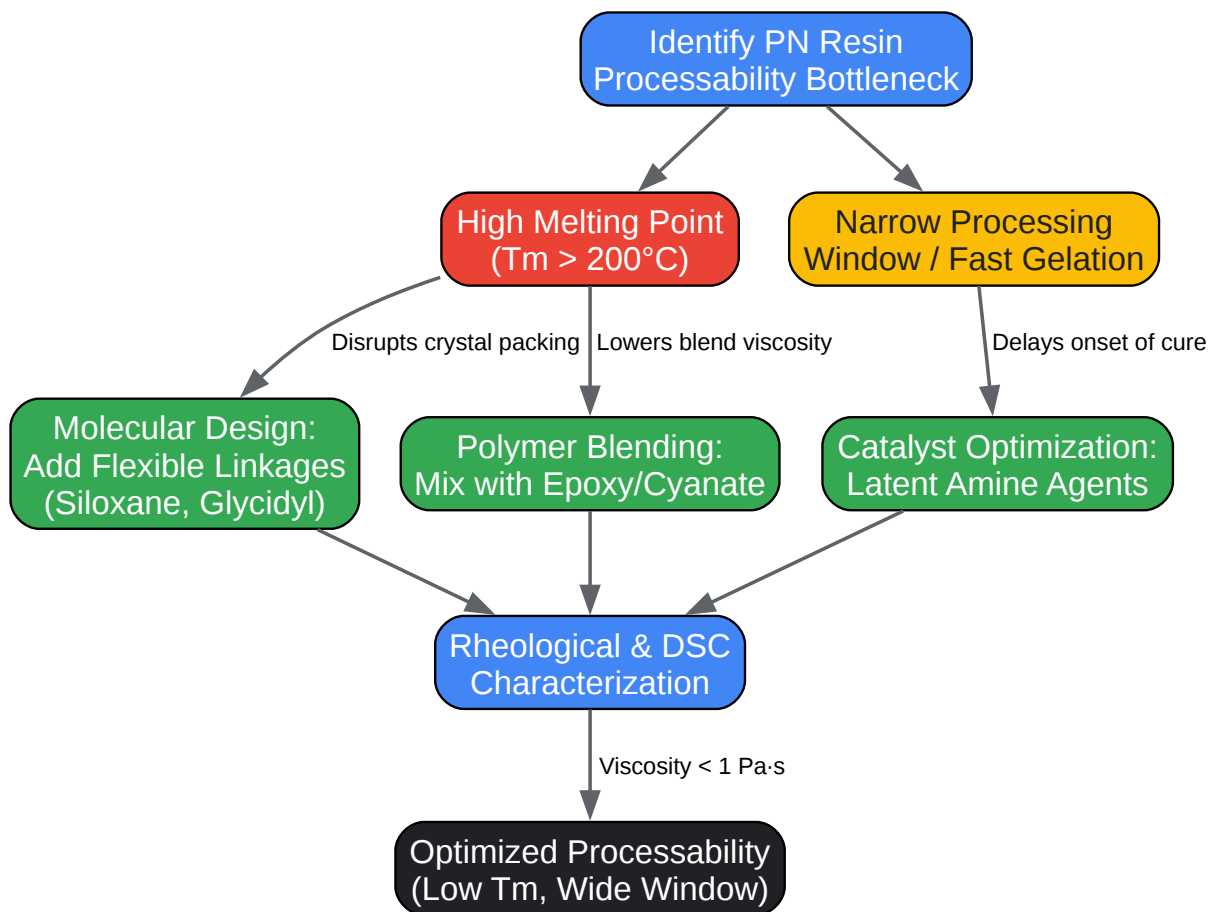 Identify PN Resin
Processability Bottleneck
High Melting Point
(Tm > 200°C)
Narrow Processing
Window / Fast Gelation
Disrupts crystal packing
Lowers blend viscosity
Delays onset of cure
Molecular Design:
Add Flexible Linkages
(Siloxane, Glycidyl)
Polymer Blending:
Mix with Epoxy/Cyanate
Catalyst Optimization:
Latent Amine Agents
Rheological & DSC
Characterization
Viscosity < 1 Pa·s
Optimized Processability
(Low Tm, Wide Window)